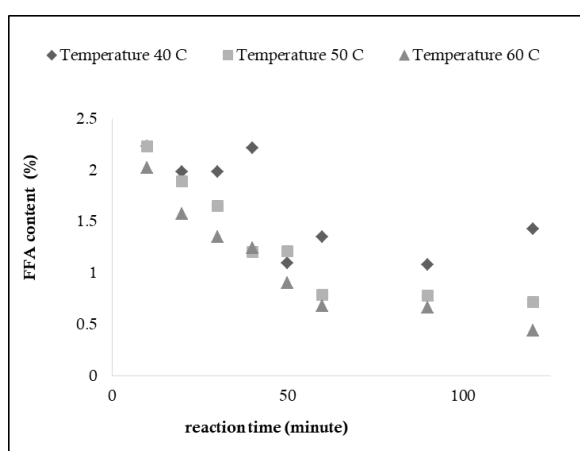 Temperature 40 C Temperature 50 C Temperature 60 C
2.5
2
1.5
1
0.5
0
0 50 100
FFA content (%)
reaction time (minute)